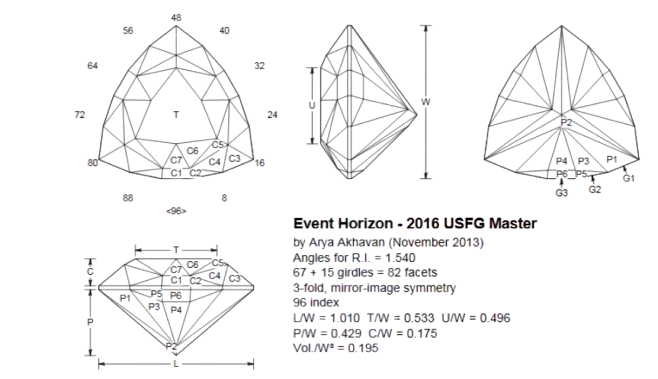 48
56
40
64
32
72
T
24
C5
C6
C7
C4
C3
80
16
C1
C2
88
8
<96>
U
W
P2
P4
P3
P1
P6
P5
G1
G2
G3
Event Horizon - 2016 USFG Master
by Arya Akhavan (November 2013)
Angles for R.I. = 1.540
67 + 15 girdles = 82 facets
3-fold, mirror-image symmetry
96 index
L/W = 1.010 T/W = 0.533 U/W = 0.496
P/W = 0.429 C/W = 0.175
Vol./W³ = 0.195
T
C
C7
C6
C5
C1
C2
C4
C3
P
P1
P5
P6
P3
P4
P2
L